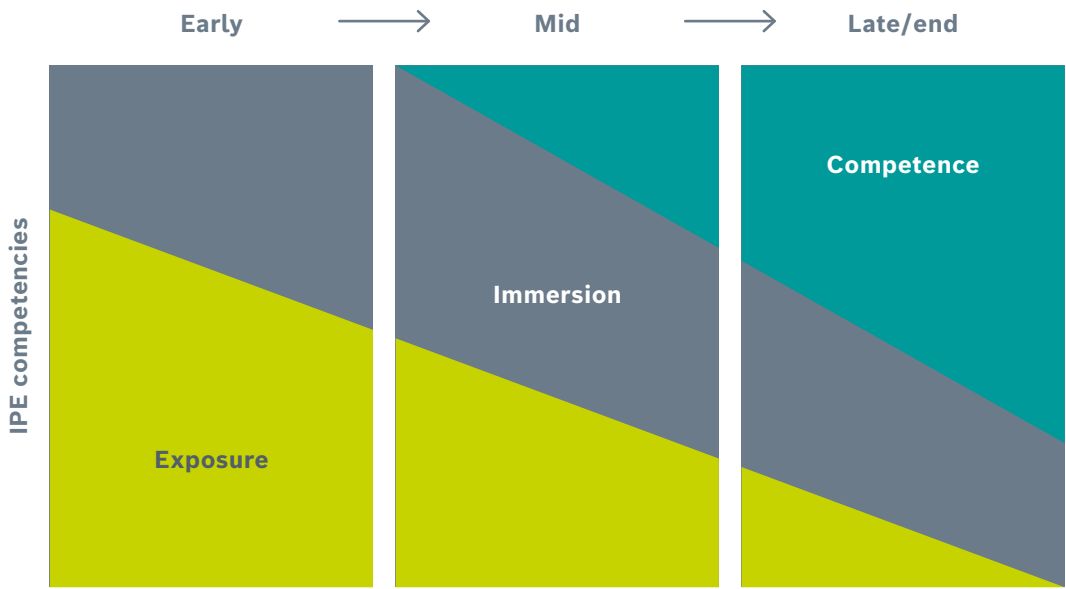 Early
Mid
Late/end
Competence
Immersion
Exposure
IPE competencies